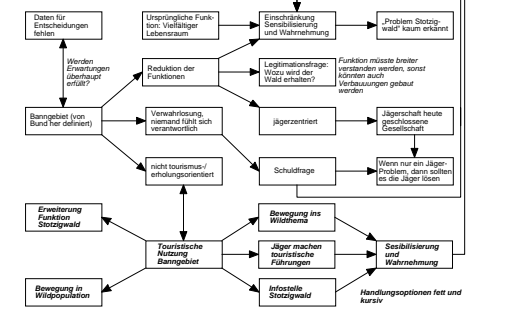 Daten für
Entscheidungen
fehlen
Ursprüngliche Funk-
tion: Vielfältiger
Lebensraum
Einschränkung
Sensibilisierung
und Wahrnehmung
„Problem Stotzig-
wald“ kaum erkannt
Werden
Erwartungen
überhaupt
erfüllt?
Reduktion der
Funktionen
Legitimationsfrage:
Wozu wird der
Wald erhalten?
Funktion müsste breiter
verstanden werden, sonst
könnten auch
Verbauungen gebaut
werden
Banngebiet (von
Bund her definiert)
Verwahrlosung,
niemand fühlt sich
verantwortlich
jägerzentriert
Jägerschaft heute
geschlossene
Gesellschaft
nicht tourismus-/
erholungsorientiert
Schuldfrage
Wenn nur ein Jäger-
Problem, dann sollten
es die Jäger lösen
Erweiterung
Funktion
Stotzigwald
Bewegung ins
Wildthema
Touristische
Nutzung
Banngebiet
Jäger machen
touristische
Führungen
Sesibilisierung
und
Wahrnehmung
Bewegung in
Wildpopulation
Infostelle
Stotzigwald
Handlungsoptionen fett und
kursiv